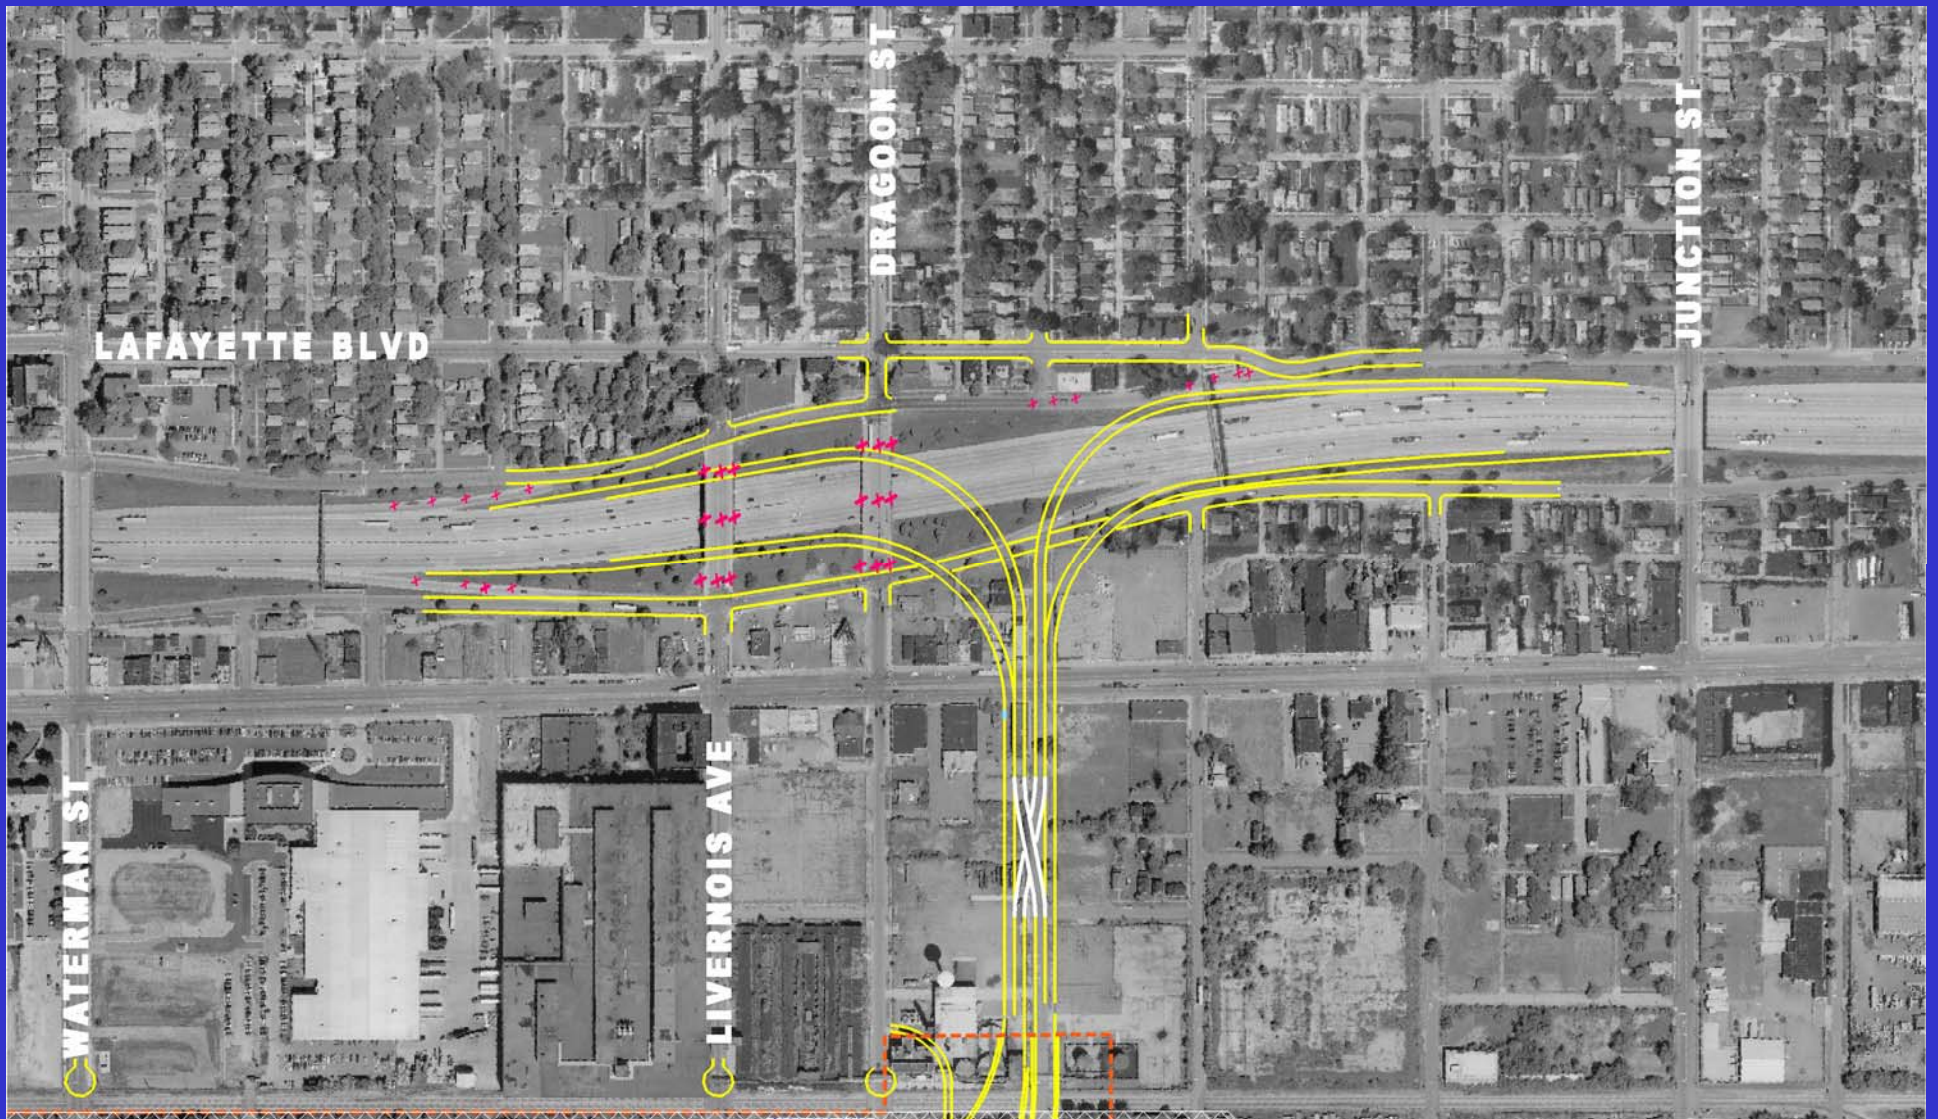 DRAGOON ST
JUNCTION ST
LAFAYETTE BLVD
WATERMAN ST
LIVERNOIS AVE